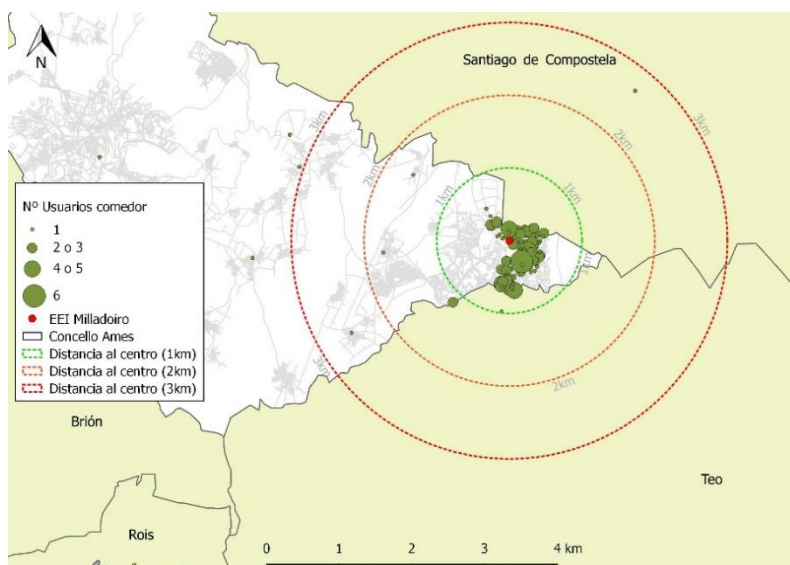 N
Santiago de Compostela
3km
3km
2km
2km
1km
1km
1km
2km
3km
Nº Usuarios comedor
1
2 o 3
4 o 5
6
EEI Milladoiro
Concello Ames
Distancia al centro (1km)
Distancia al centro (2km)
Distancia al centro (3km)
Brión
Teo
Rois
0 1 2 3 4 km